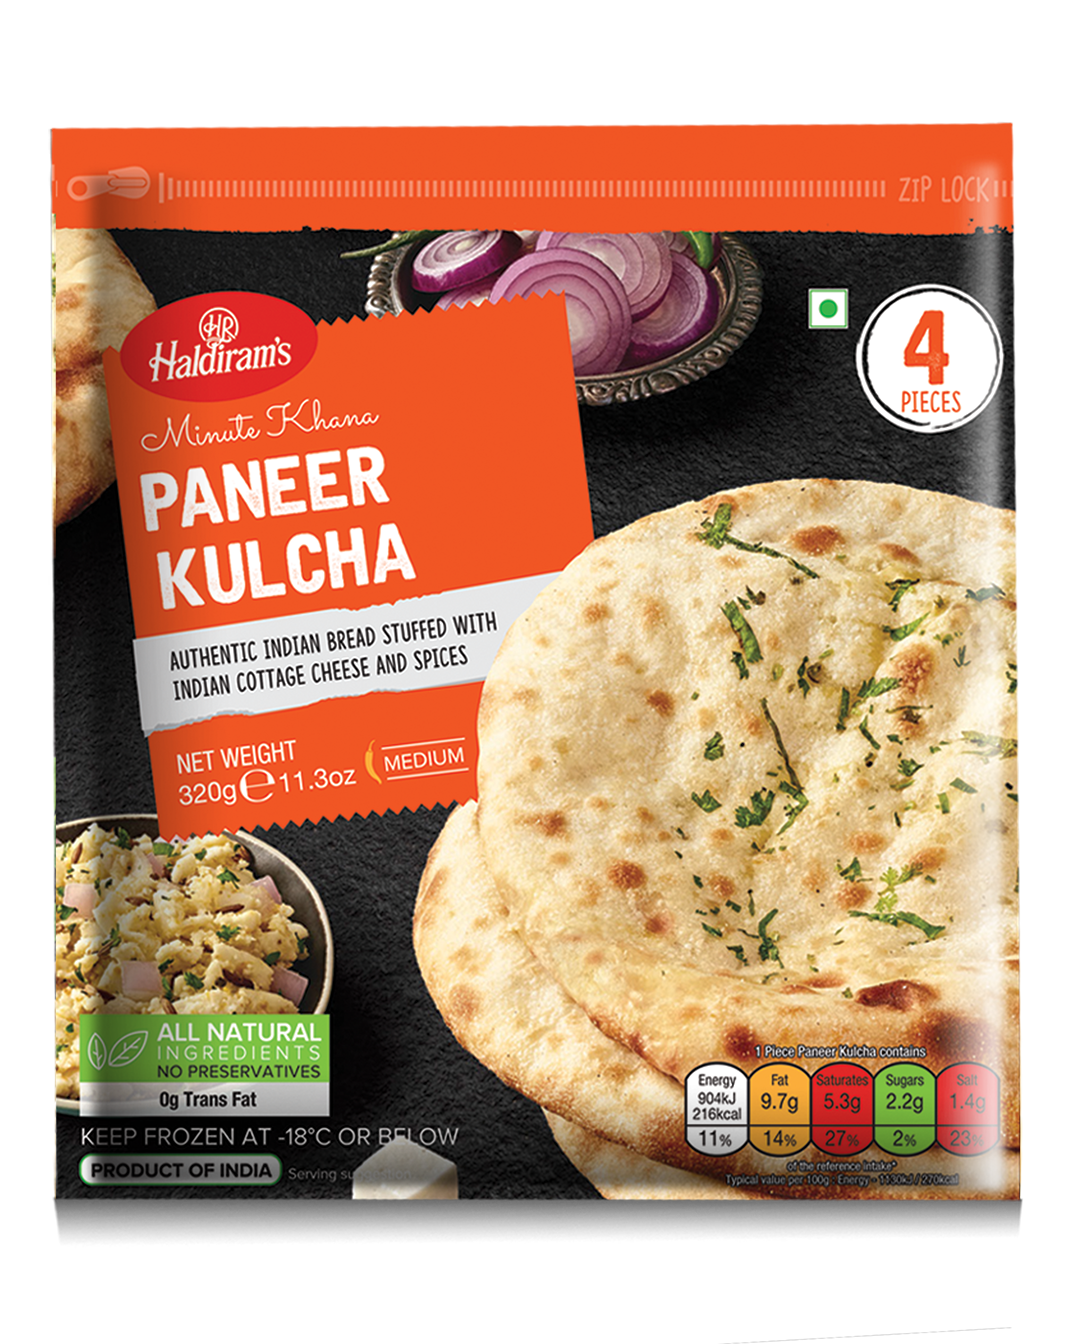 ZIP LOCK
HR
Haldiram's
4
PIECES
Minute Khana
PANEER
KULCHA
AUTHENTIC INDIAN BREAD STUFFED WITH
INDIAN COTTAGE CHEESE AND SPICES
NET WEIGHT
320g e 11.3oz
MEDIUM
ALL NATURAL
INGREDIENTS
NO PRESERVATIVES
0g Trans Fat
KEEP FROZEN AT -18°C OR BELOW
PRODUCT OF INDIA
Serving
1 Piece Paneer Kulcha contains
Energy Fat Saturates Sugars Salt
904kJ
216kcal 9.7g 5.3g 2.2g 1.4g
11% 14% 27% 2% 23%
of the reference intake*
Typical value per 100g : Energy - 1130kJ / 270kcal